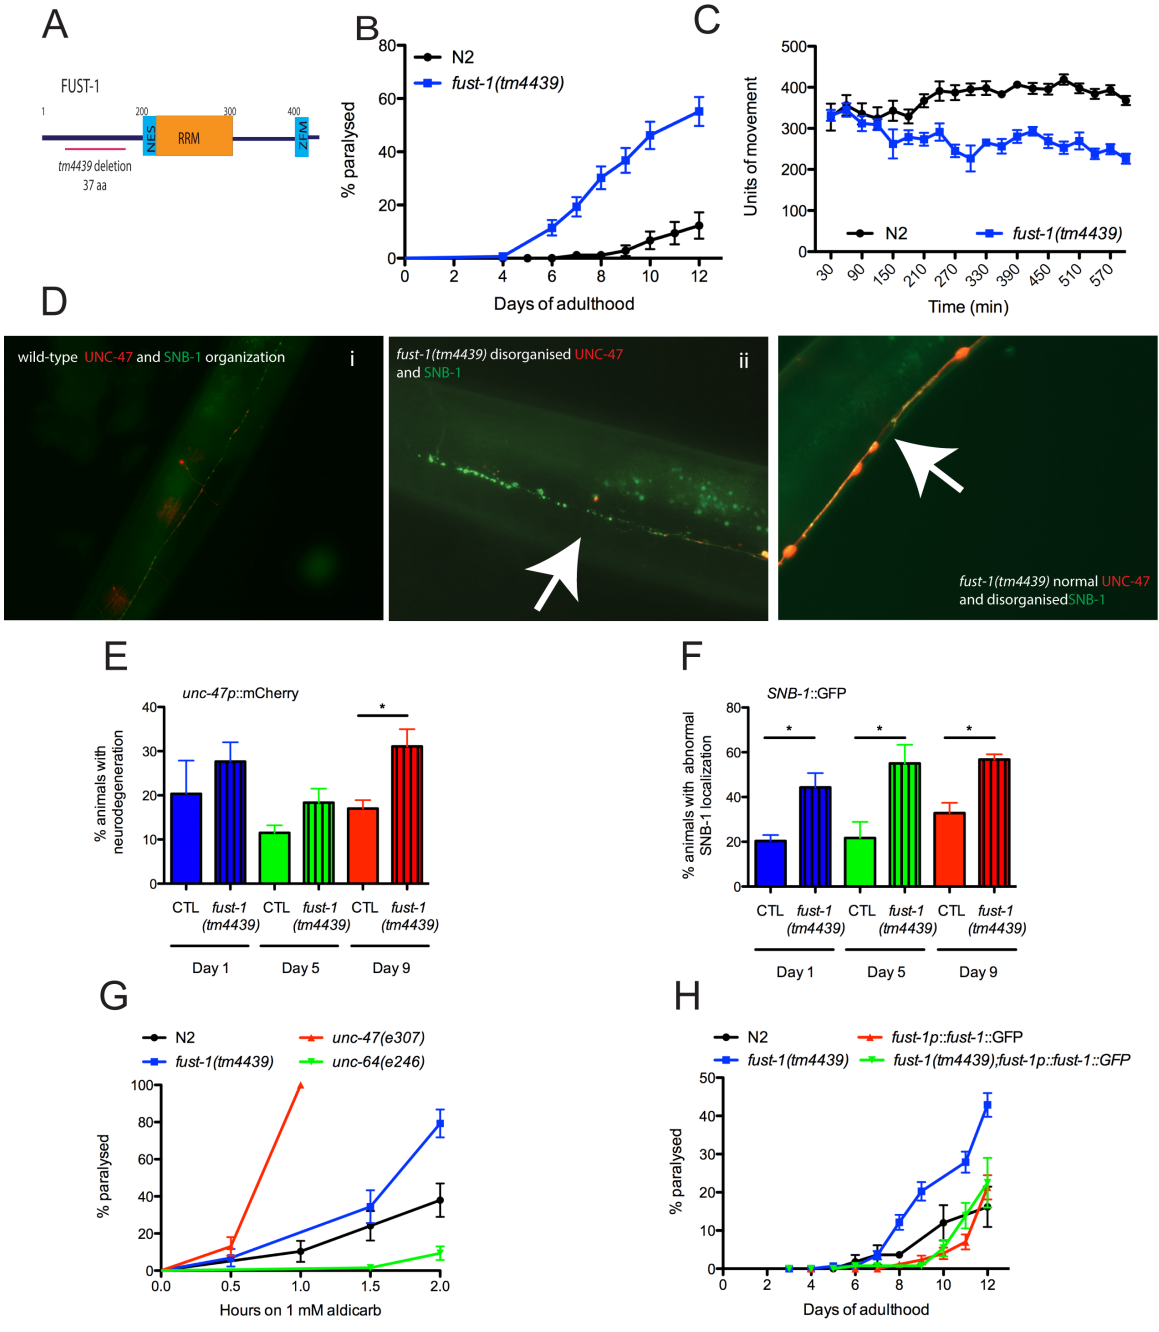 A
FUST-1
1
200
300
400
NES
RRM
ZFM
tm4439 deletion
37 aa
B
N2
fust-1(tm4439)
80
60
40
20
0
% paralysed
0 2 4 6 8 10 12
Days of adulthood
C
500
400
300
200
100
0
Units of movement
N2
fust-1(tm4439)
30 90 150 210 270 330 390 450 510 570
Time (min)
D
wild-type UNC-47 and SNB-1 organization
i
fust-1(tm4439) disorganised UNC-47
and SNB-1
ii
fust-1(tm4439) normal UNC-47
and disorganisedSNB-1
E
unc-47p::mCherry
40
30
20
10
0
% animals with
neurodegeneration
*
CTL fust-1 CTL fust-1 CTL fust-1
(tm4439) (tm4439) (tm4439)
Day 1 Day 5 Day 9
F
SNB-1::GFP
80
60
40
20
0
% animals with abnormal
SNB-1 localization
* * *
CTL fust-1 CTL fust-1 CTL fust-1
(tm4439) (tm4439) (tm4439)
Day 1 Day 5 Day 9
G
N2
unc-47(e307)
fust-1(tm4439)
unc-64(e246)
100
80
60
40
20
0
% paralysed
0.0 0.5 1.0 1.5 2.0
Hours on 1 mM aldicarb
H
N2
fust-1p::fust-1::GFP
fust-1(tm4439)
fust-1(tm4439);fust-1p::fust-1::GFP
50
40
30
20
10
0
% paralysed
0 2 4 6 8 10 12
Days of adulthood